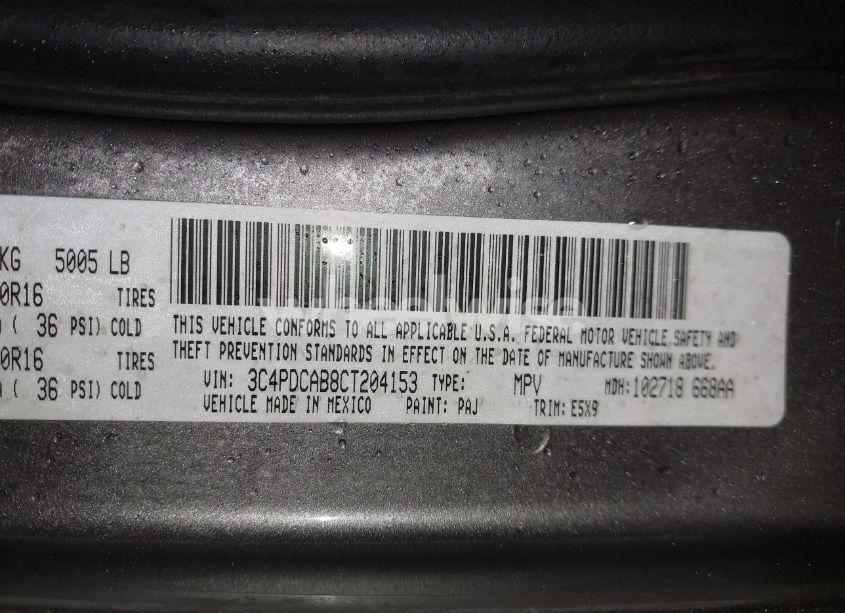 KG 5005 LB
0R16 TIRES
( 36 PSI) COLD
0R16 TIRES
( 36 PSI) COLD
THIS VEHICLE CONFORMS TO ALL APPLICABLE U.S.A. FEDERAL MOTOR VEHICLE SAFETY AND
THEFT PREVENTION STANDARDS IN EFFECT ON THE DATE OF MANUFACTURE SHOWN ABOVE.
VIN: 3C4PDCAB8CT204153 TYPE: MPV MDH:102718 668AA
VEHICLE MADE IN MEXICO PAINT: PAJ TRIM: E5X9